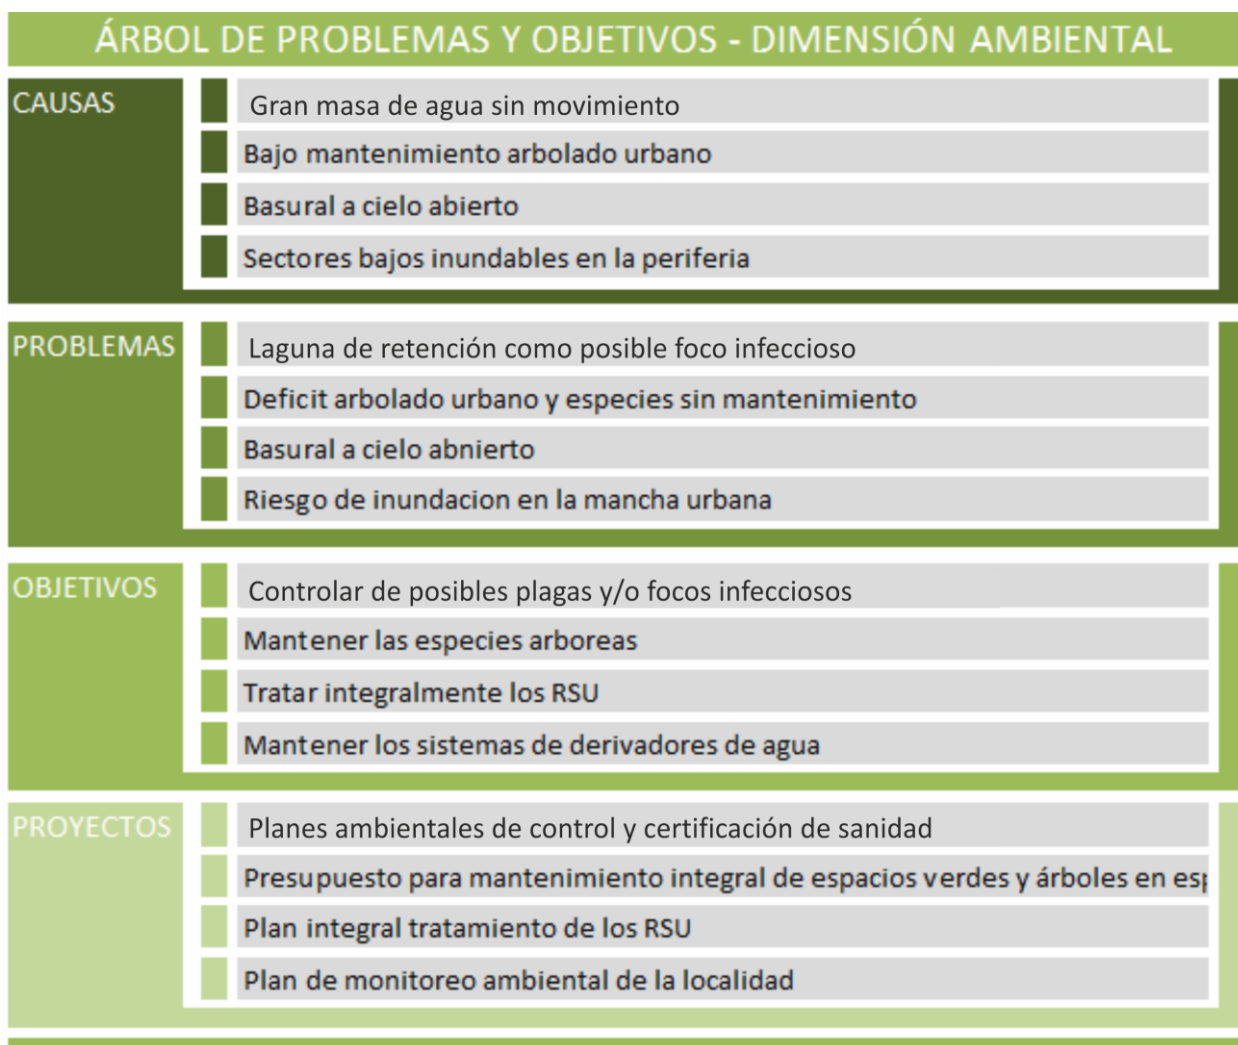 ÁRBOL DE PROBLEMAS Y OBJETIVOS - DIMENSIÓN AMBIENTAL
CAUSAS
Gran masa de agua sin movimiento
Bajo mantenimiento arbolado urbano
Basural a cielo abierto
Sectores bajos inundables en la periferia
PROBLEMAS
Laguna de retención como posible foco infeccioso
Deficit arbolado urbano y especies sin mantenimiento
Basural a cielo abnierto
Riesgo de inundacion en la mancha urbana
OBJETIVOS
Controlar de posibles plagas y/o focos infecciosos
Mantener las especies arboreas
Tratar integralmente los RSU
Mantener los sistemas de derivadores de agua
PROYECTOS
Planes ambientales de control y certificación de sanidad
Presupuesto para mantenimiento integral de espacios verdes y árboles en
Plan integral tratamiento de los RSU
Plan de monitoreo ambiental de la localidad